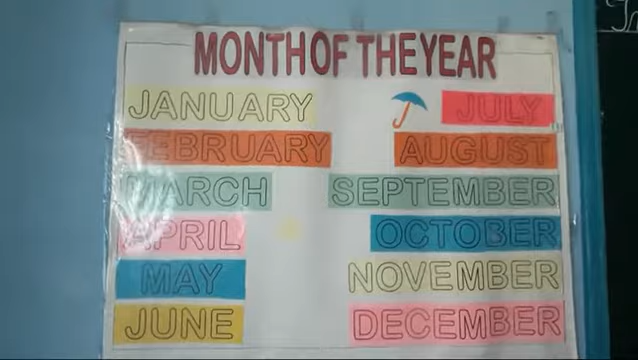 MONTH OF THE YEAR
JANUARY
FEBRUARY
MARCH
APRIL
MAY
JUNE
JULY
AUGUST
SEPTEMBER
OCTOBER
NOVEMBER
DECEMBER